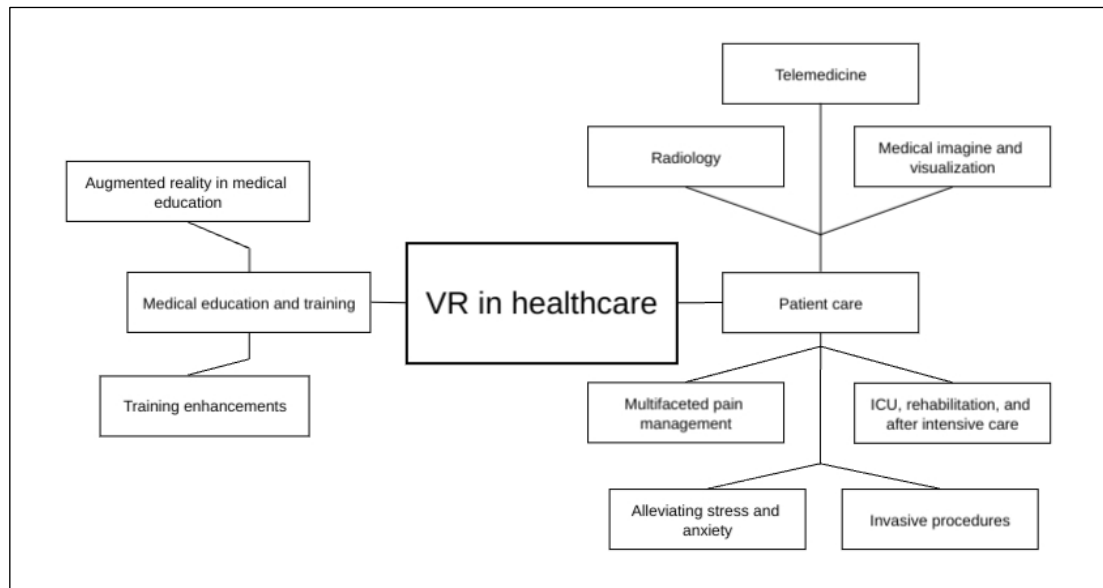 Telemedicine
Radiology
Medical imagine and
visualization
Augmented reality in medical
education
Medical education and training
VR in healthcare
Patient care
Training enhancements
Multifaceted pain
management
ICU, rehabilitation, and
after intensive care
Alleviating stress and
anxiety
Invasive procedures